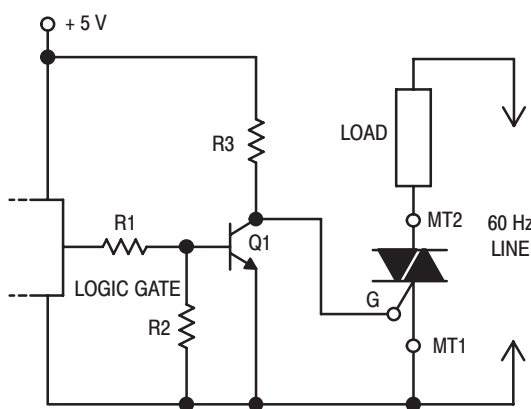 + 5 V
R3
LOAD
R1
Q1
MT2
60 Hz
LINE
LOGIC GATE
G
R2
MT1